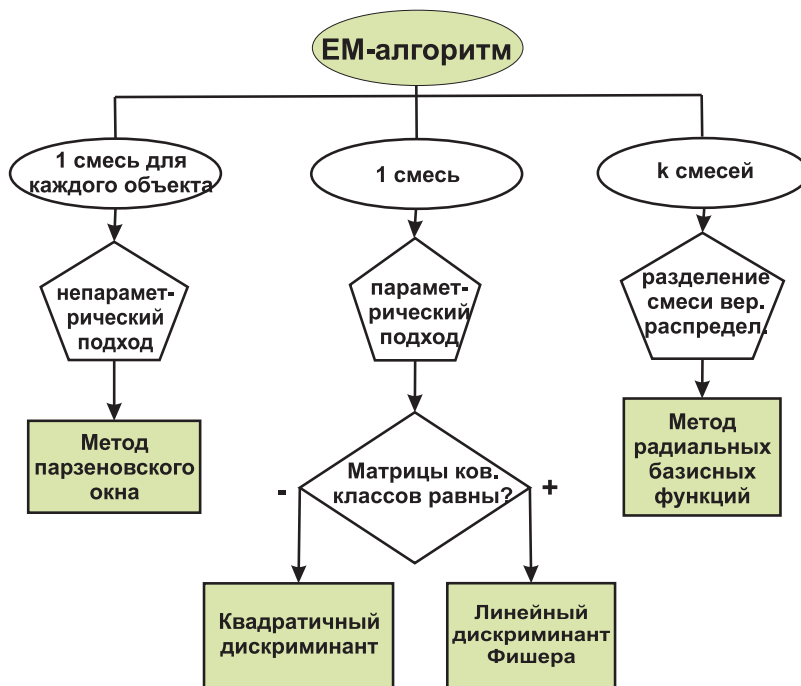 ЕМ-алгоритм
1 смесь для
каждого объекта
1 смесь
k смесей
непарамет-
рический
подход
парамет-
рический
подход
разделение
смеси вер.
распредел.
Метод
парзеновского
окна
Метод
радиальных
базисных
функций
Матрицы ков.
классов равны?
-
+
Квадратичный
дискриминант
Линейный
дискриминант
Фишера